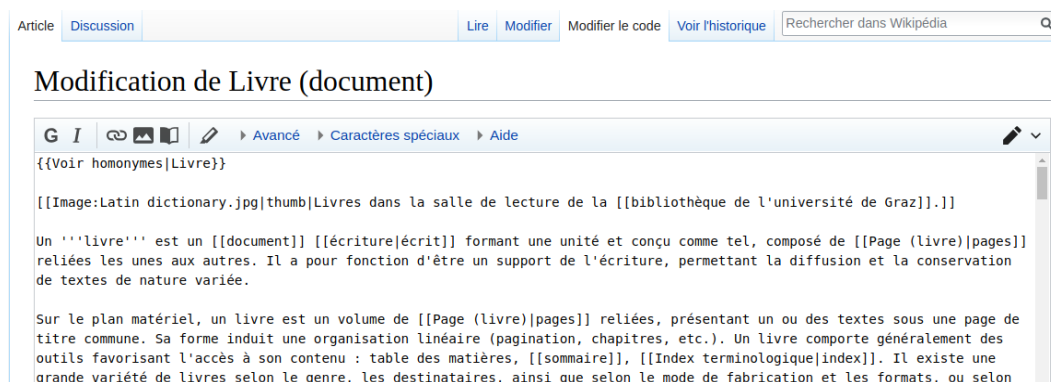 Article Discussion Lire Modifier Modifier le code Voir l'historique Rechercher dans Wikipédia
Modification de Livre (document)
G I Avancé Caractères spéciaux Aide
{{Voir homonymes|Livre}}
[[Image:Latin dictionary.jpg|thumb|Livres dans la salle de lecture de la [[bibliothèque de l'université de Graz]].]]
Un '''livre''' est un [[document]] [[écriture|écrit]] formant une unité et conçu comme tel, composé de [[Page (livre)|pages]]
reliées les unes aux autres. Il a pour fonction d'être un support de l'écriture, permettant la diffusion et la conservation
de textes de nature variée.
Sur le plan matériel, un livre est un volume de [[Page (livre)|pages]] reliées, présentant un ou des textes sous une page de
titre commune. Sa forme induit une organisation linéaire (pagination, chapitres, etc.). Un livre comporte généralement des
outils favorisant l'accès à son contenu : table des matières, [[sommaire]], [[Index terminologique|index]]. Il existe une
grande variété de livres selon le genre, les destinataires, ainsi que selon le mode de fabrication et les formats, ou selon